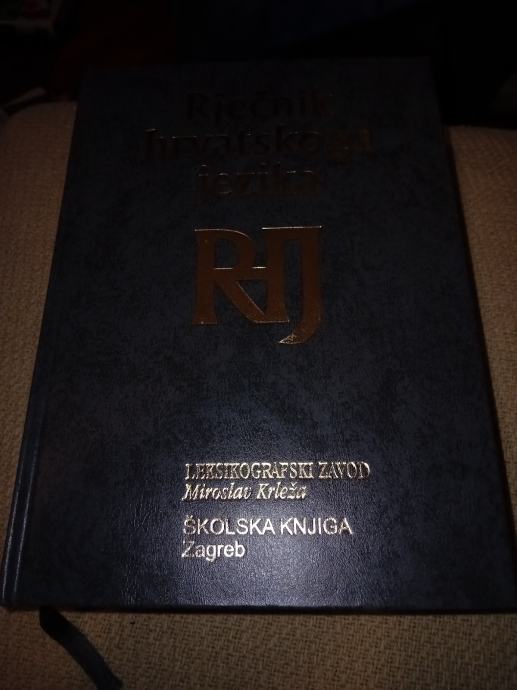 Rječnik
hrvatskoga
jezika
RHJ
LEKSIKOGRAFSKI ZAVOD
Miroslav Krleža
ŠKOLSKA KNJIGA
Zagreb